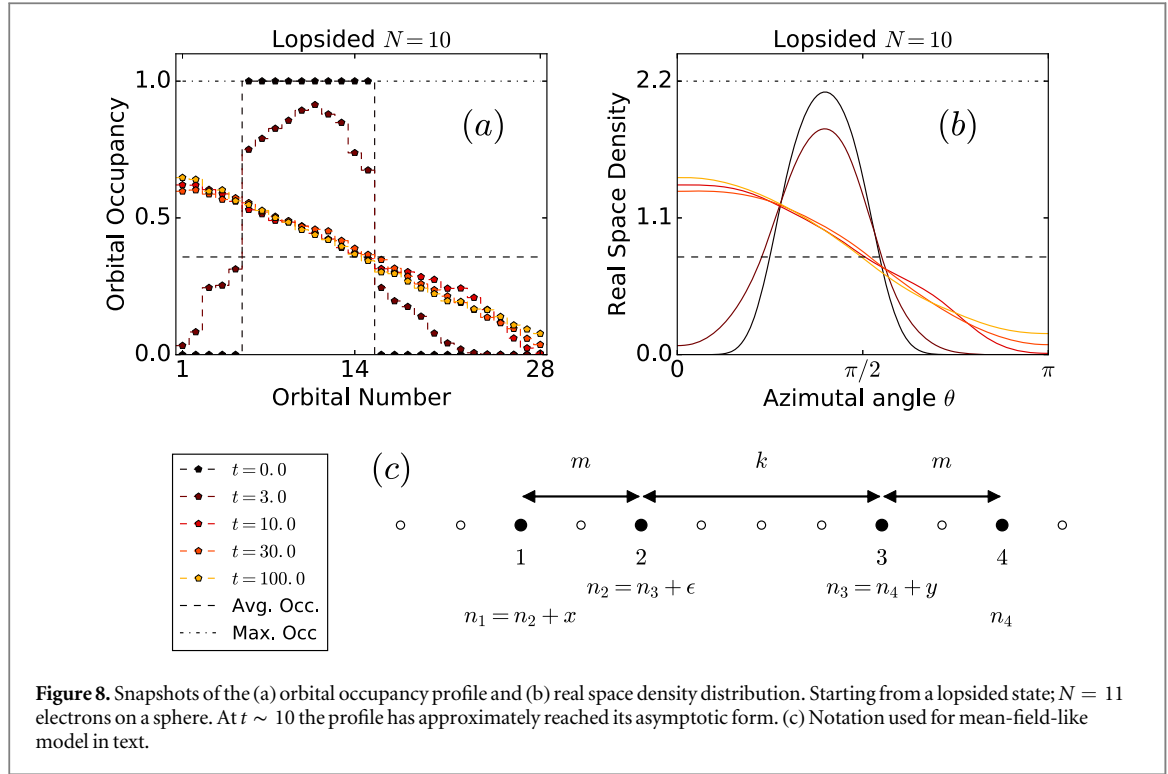 Lopsided N = 10
(a)
Orbital Occupancy
1.0
0.5
0.0
1
14
28
Orbital Number
Lopsided N = 10
(b)
Real Space Density
2.2
1.1
0.0
0
π/2
π
Azimutal angle θ
t = 0.0
t = 3.0
t = 10.0
t = 30.0
t = 100.0
Avg. Occ.
Max. Occ
(c)
m
k
m
1
2
3
4
n₂ = n₃ + ϵ
n₃ = n₄ + y
n₁ = n₂ + x
n₄
Figure 8. Snapshots of the (a) orbital occupancy profile and (b) real space density distribution. Starting from a lopsided state; N = 11
electrons on a sphere. At t ∼ 10 the profile has approximately reached its asymptotic form. (c) Notation used for mean-field-like
model in text.